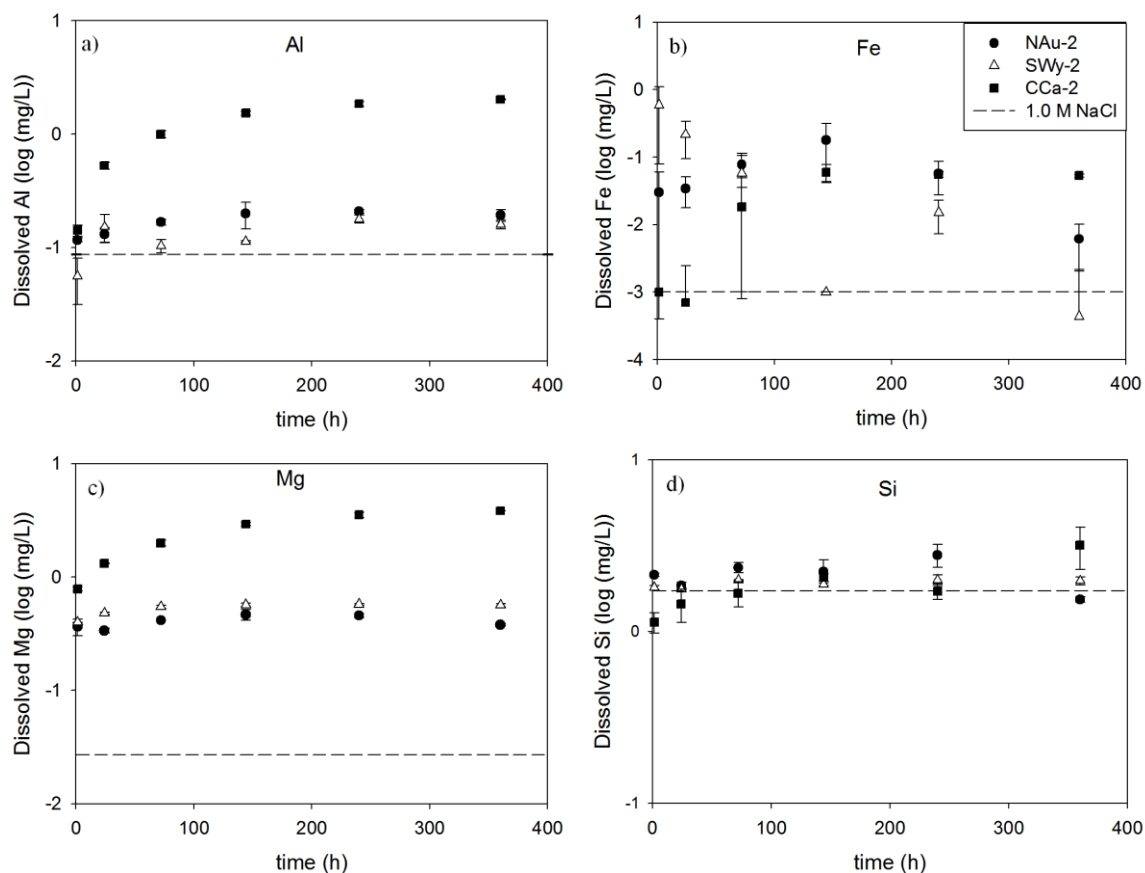 a)
Al
Dissolved Al (log (mg/L))
1
0
-1
-2
0
100
200
300
400
time (h)
b)
Fe
NAu-2
SWy-2
CCa-2
1.0 M NaCl
Dissolved Fe (log (mg/L))
1
0
-1
-2
-3
-4
0
100
200
300
400
time (h)
c)
Mg
Dissolved Mg (log (mg/L))
1
0
-1
-2
0
100
200
300
400
time (h)
d)
Si
Dissolved Si (log (mg/L))
1
0
-1
0
100
200
300
400
time (h)